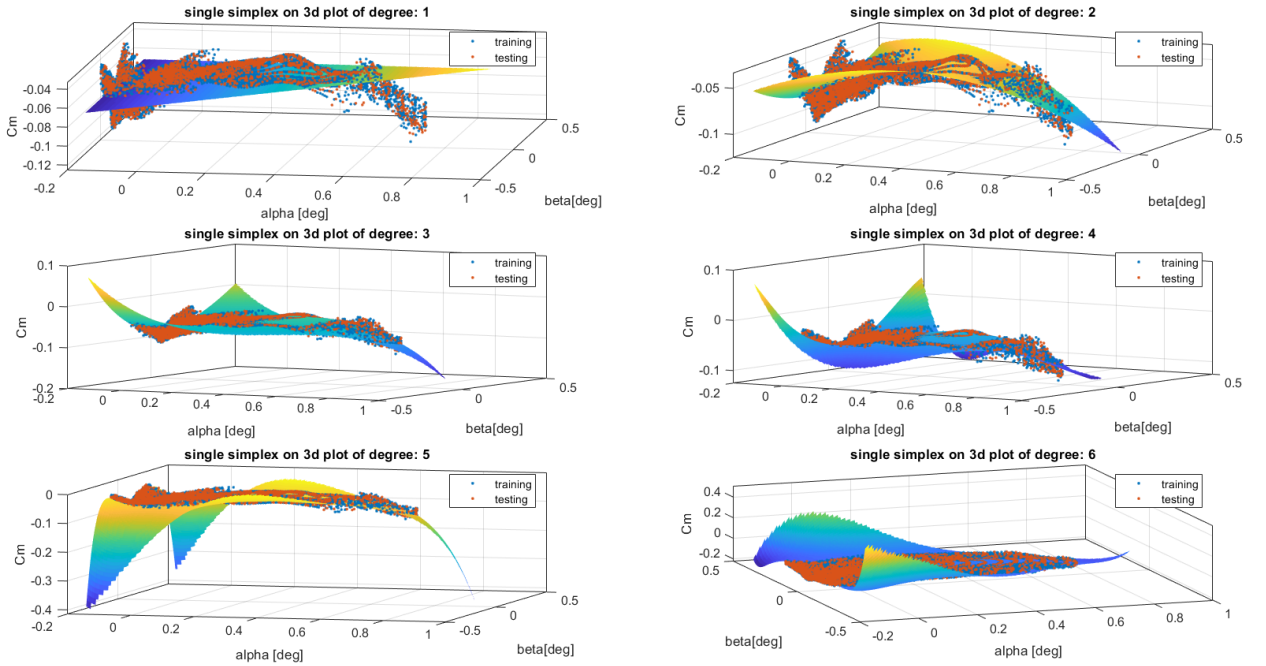 single simplex on 3d plot of degree: 1
training
testing
-0.04
-0.06
-0.08
-0.1
-0.12
Cm
-0.2
0
0.2
0.4
0.6
0.8
1
-0.5
0
0.5
alpha [deg]
beta[deg]
single simplex on 3d plot of degree: 2
training
testing
-0.05
-0.1
Cm
-0.2
0
0.2
0.4
0.6
0.8
1
-0.5
0
0.5
alpha [deg]
beta[deg]
single simplex on 3d plot of degree: 3
training
testing
0.1
0
-0.1
-0.2
Cm
-0.2
0
0.2
0.4
0.6
0.8
1
-0.5
0
0.5
alpha [deg]
beta[deg]
single simplex on 3d plot of degree: 4
training
testing
0.1
0
-0.1
Cm
-0.2
0
0.2
0.4
0.6
0.8
1
-0.5
0
0.5
alpha [deg]
beta[deg]
single simplex on 3d plot of degree: 5
training
testing
0
-0.1
-0.2
-0.3
-0.4
Cm
-0.2
0
0.2
0.4
0.6
0.8
1
-0.5
0
0.5
alpha [deg]
beta[deg]
single simplex on 3d plot of degree: 6
training
testing
0.4
0.2
0
-0.2
Cm
0.5
0
-0.5
-0.2
0
0.2
0.4
0.6
0.8
1
beta[deg]
alpha [deg]